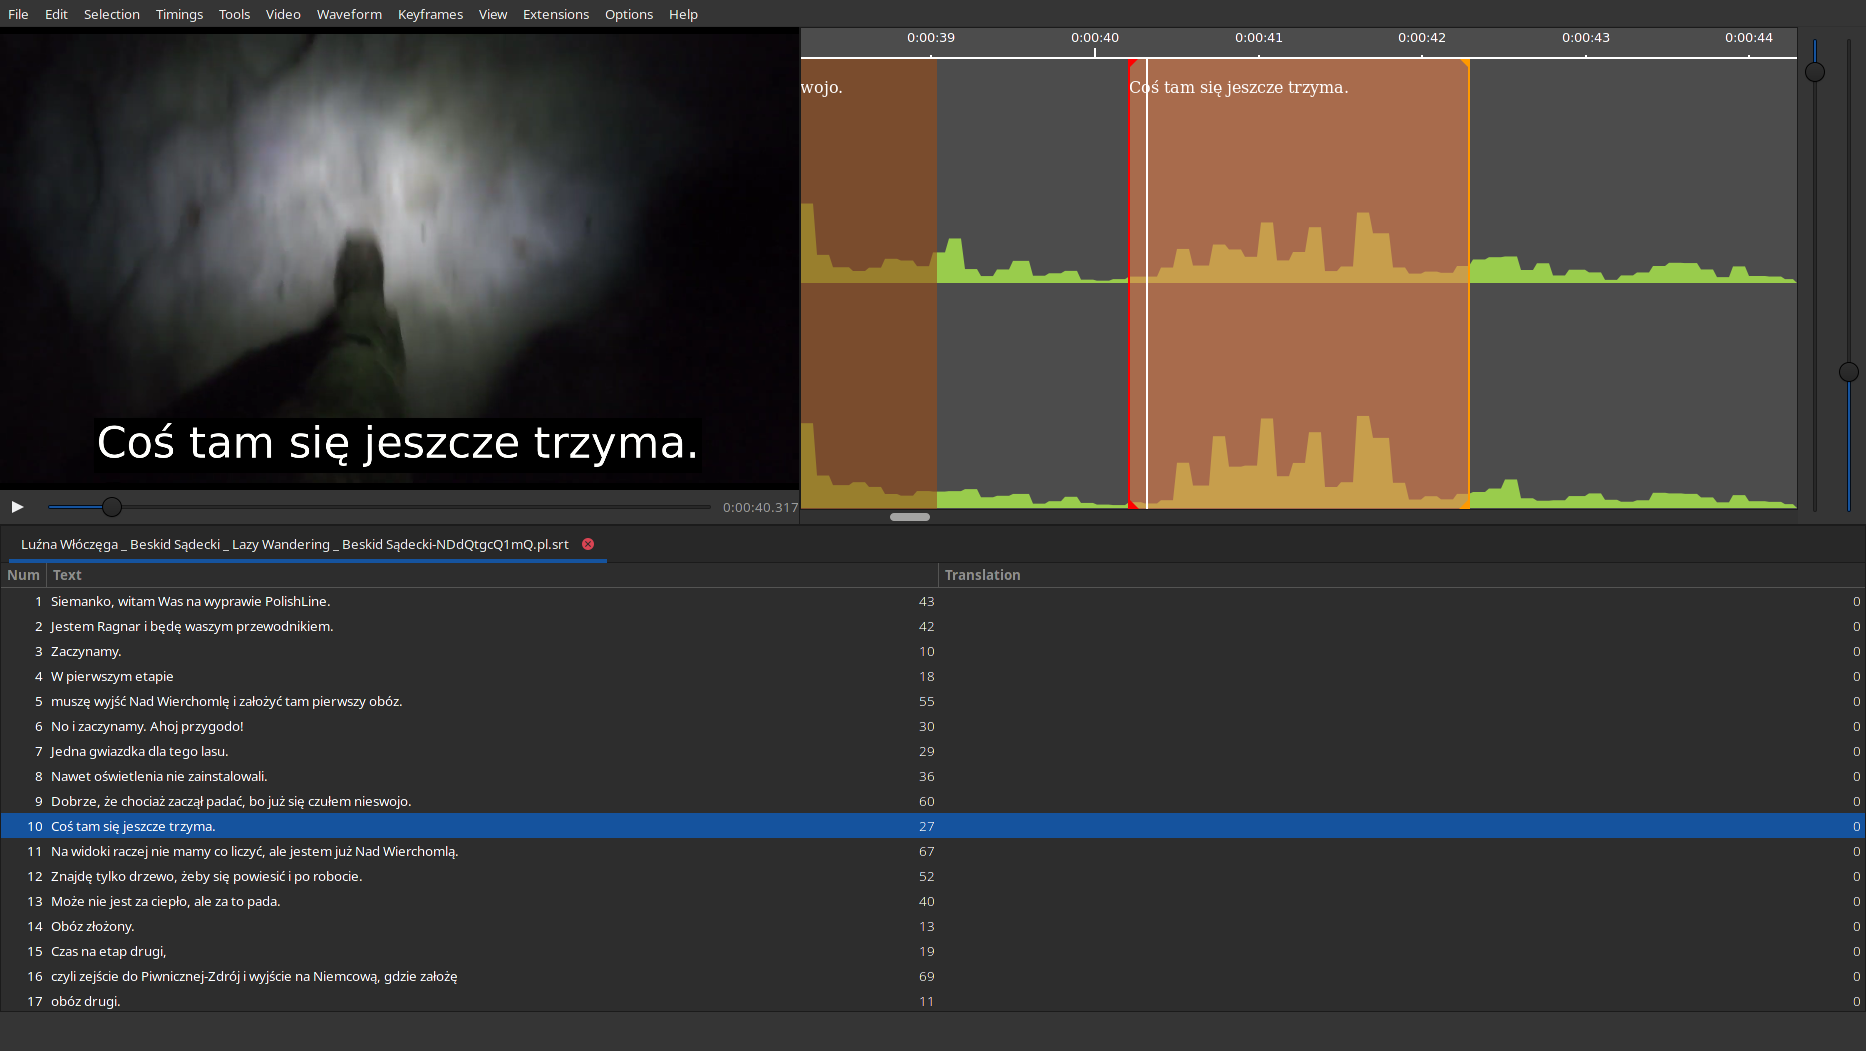 File Edit Selection Timings Tools Video Waveform Keyframes View Extensions Options Help
0:00:39 0:00:40 0:00:41 0:00:42 0:00:43 0:00:44
wojo. Coś tam się jeszcze trzyma.
Coś tam się jeszcze trzyma.
0:00:40.317
Luźna Włóczęga _ Beskid Sądecki _ Lazy Wandering _ Beskid Sądecki-NDdQtgcQ1mQ.pl.srt
Num Text Translation
1 Siemanko, witam Was na wyprawie PolishLine. 43 0
2 Jestem Ragnar i będę waszym przewodnikiem. 42 0
3 Zaczynamy. 10 0
4 W pierwszym etapie 18 0
5 muszę wyjść Nad Wierchomlę i założyć tam pierwszy obóz. 55 0
6 No i zaczynamy. Ahoj przygodo! 30 0
7 Jedna gwiazdka dla tego lasu. 29 0
8 Nawet oświetlenia nie zainstalowali. 36 0
9 Dobrze, że chociaż zaczął padać, bo już się czułem nieswojo. 60 0
10 Coś tam się jeszcze trzyma. 27 0
11 Na widoki raczej nie mamy co liczyć, ale jestem już Nad Wierchomlą. 67 0
12 Znajdę tylko drzewo, żeby się powiesić i po robocie. 52 0
13 Może nie jest za ciepło, ale za to pada. 40 0
14 Obóz złożony. 13 0
15 Czas na etap drugi, 19 0
16 czyli zejście do Piwnicznej-Zdrój i wyjście na Niemcową, gdzie założę 69 0
17 obóz drugi. 11 0